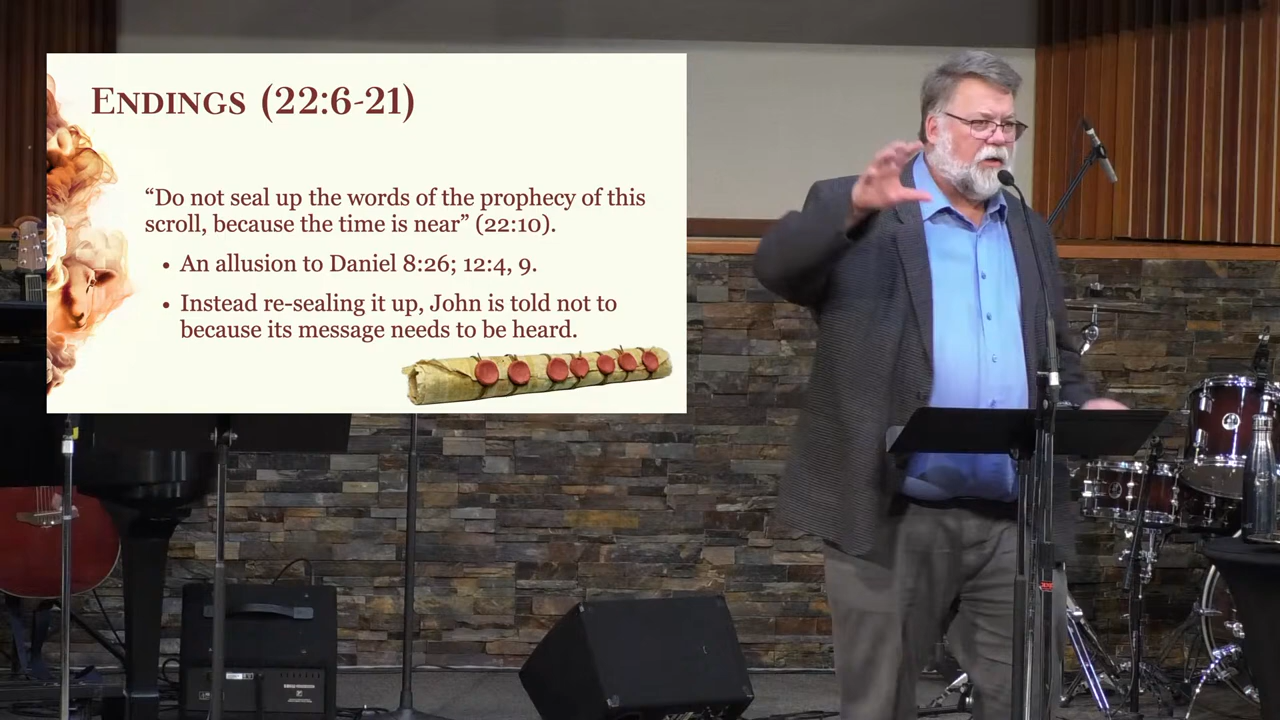 ENDINGS (22:6-21)
“Do not seal up the words of the prophecy of this
scroll, because the time is near” (22:10).
• An allusion to Daniel 8:26; 12:4, 9.
• Instead re-sealing it up, John is told not to
because its message needs to be heard.